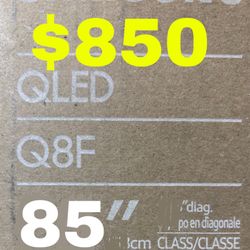 $850
QLED
Q8F
85"
"diag.
po en diagonale
cm CLASS/CLASSE